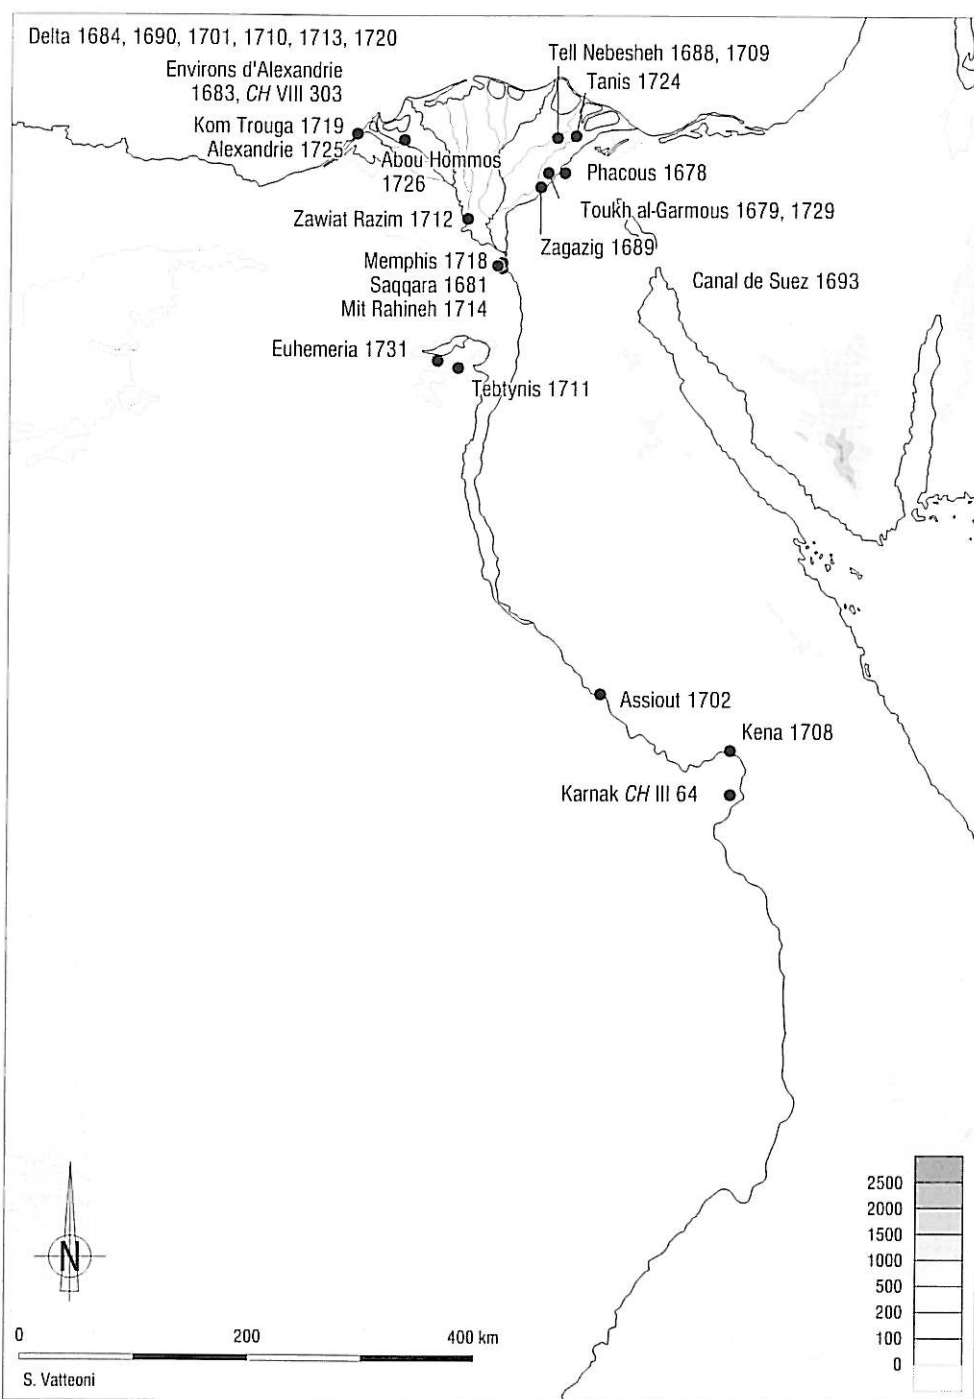 Delta 1684, 1690, 1701, 1710, 1713, 1720
Environs d'Alexandrie
1683, CH VIII 303
Kom Trouga 1719
Alexandrie 1725
Abou Hommos
1726
Tell Nebesheh 1688, 1709
Tanis 1724
Phacous 1678
Toukh al-Garmous 1679, 1729
Zagazig 1689
Zawiat Razim 1712
Memphis 1718
Saqqara 1681
Mit Rahineh 1714
Canal de Suez 1693
Euhemeria 1731
Tebtynis 1711
Assiout 1702
Kena 1708
Karnak CH III 64
N
2500
2000
1500
1000
500
200
100
0
0 200 400 km
S. Vatteoni